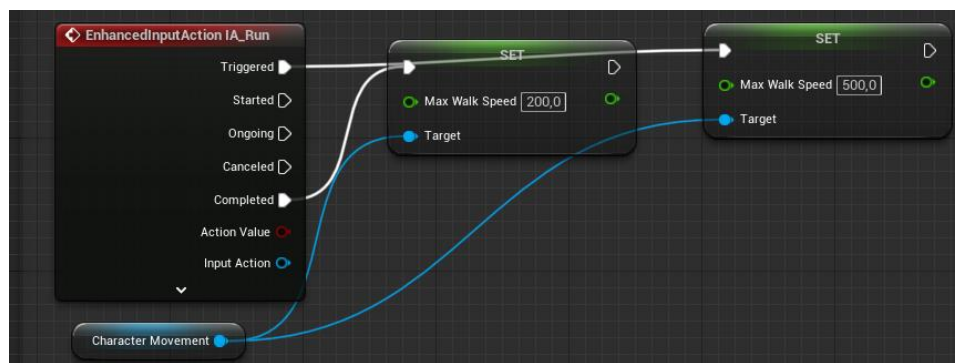 EnhancedInputAction IA_Run
Triggered
Started
Ongoing
Canceled
Completed
Action Value
Input Action
SET
Max Walk Speed 200,0
Target
SET
Max Walk Speed 500,0
Target
Character Movement